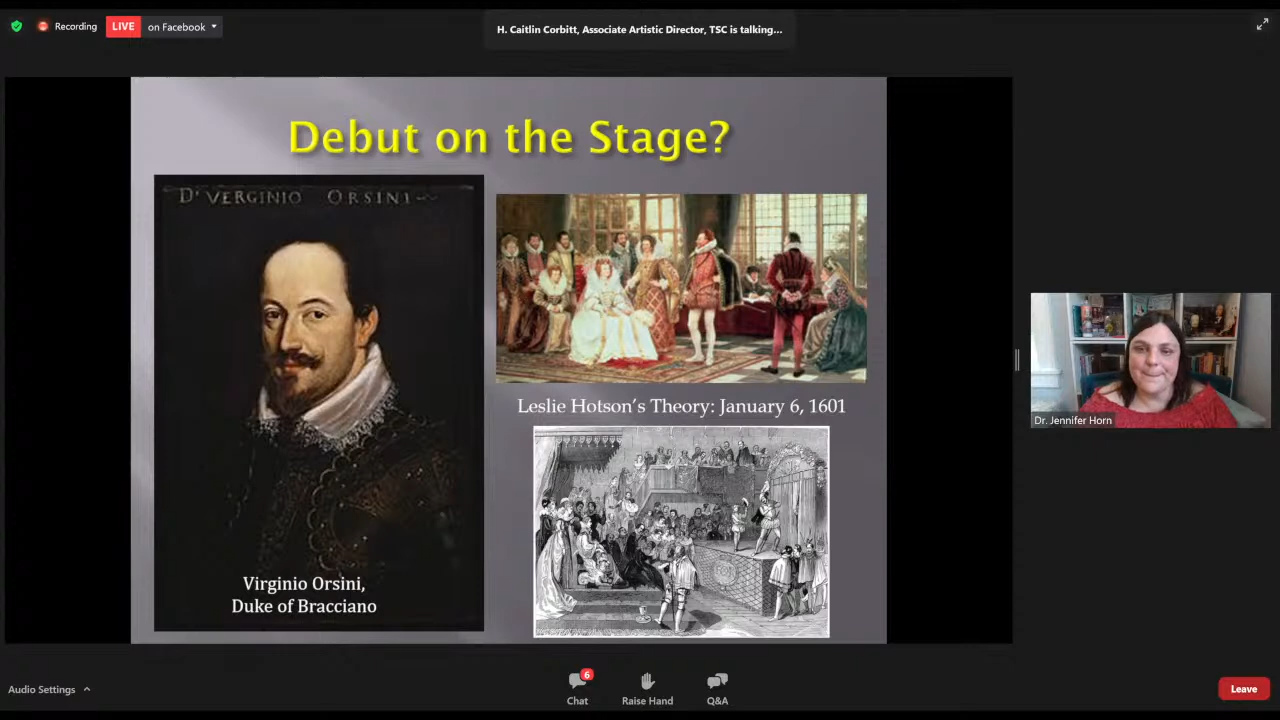 Recording
LIVE
on Facebook
H. Caitlin Corbitt, Associate Artistic Director, TSC is talking...
Debut on the Stage?
D' VERGINIO ORSINI
Virginio Orsini,
Duke of Bracciano
Leslie Hotson's Theory: January 6, 1601
Dr. Jennifer Horn
Audio Settings
6
Chat
Raise Hand
Q&A
Leave